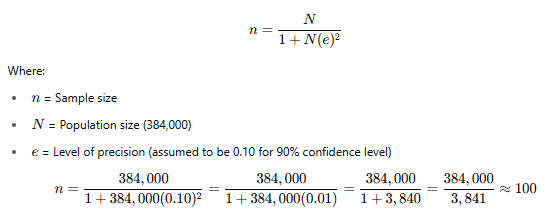 n = N / (1 + N(e)²)
Where:
• n = Sample size
• N = Population size (384,000)
• e = Level of precision (assumed to be 0.10 for 90% confidence level)
n = 384,000 / (1 + 384,000(0.10)²) = 384,000 / (1 + 384,000(0.01)) = 384,000 / (1 + 3,840) = 384,000 / 3,841 ≈ 100